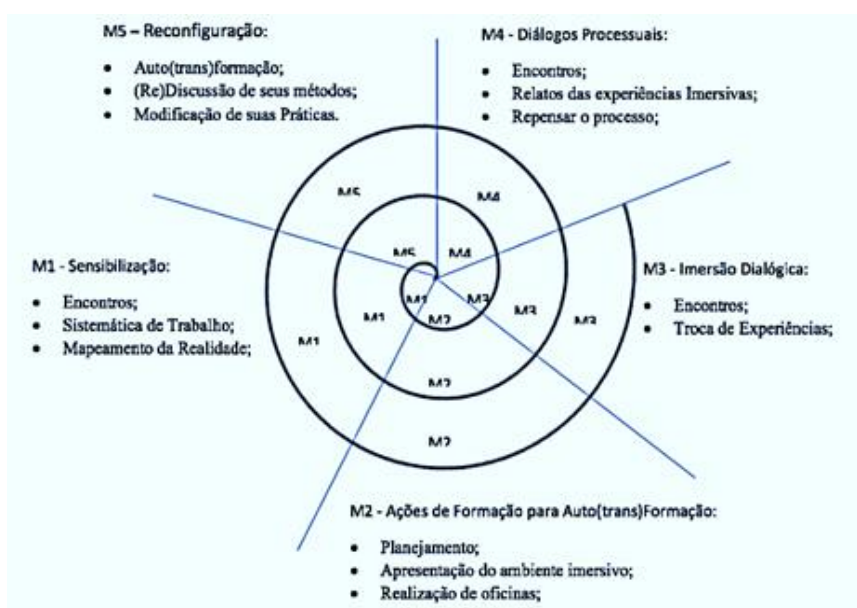 M5 – Reconfiguração:
• Auto(trans)formação;
• (Re)Discussão de seus métodos;
• Modificação de suas Práticas.
M4 - Diálogos Processuais:
• Encontros;
• Relatos das experiências Imersivas;
• Repensar o processo;
M5
M4
M1 - Sensibilização:
• Encontros;
• Sistemática de Trabalho;
• Mapeamento da Realidade;
M5
M4
M3 - Imersão Dialógica:
• Encontros;
• Troca de Experiências;
M1
M3
M1
M2
M3
M3
M1
M2
M2
M2 - Ações de Formação para Auto(trans)Formação:
• Planejamento;
• Apresentação do ambiente imersivo;
• Realização de oficinas;